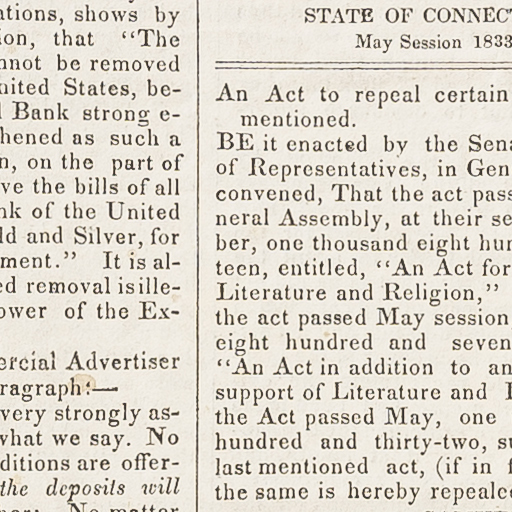 ations, shows by
ion, that "The
nnot be removed
nited States, be-
Bank strong e-
hened as such a
n, on the part of
ve the bills of all
nk of the United
ld and Silver, for
ment." It is al-
ed removal is ille-
ower of the Ex-
ercial Advertiser
ragraph:—
very strongly as-
what we say. No
ditions are offer-
the deposits will
No matter
STATE OF CONNECT
May Session 1833
An Act to repeal certain
mentioned.
BE it enacted by the Sena
of Representatives, in Gen
convened, That the act pass
neral Assembly, at their se
ber, one thousand eight hun
teen, entitled, "An Act for
Literature and Religion,"
the act passed May session
eight hundred and seven
"An Act in addition to an
support of Literature and
the Act passed May, one
hundred and thirty-two, su
last mentioned act, (if in f
the same is hereby repeale